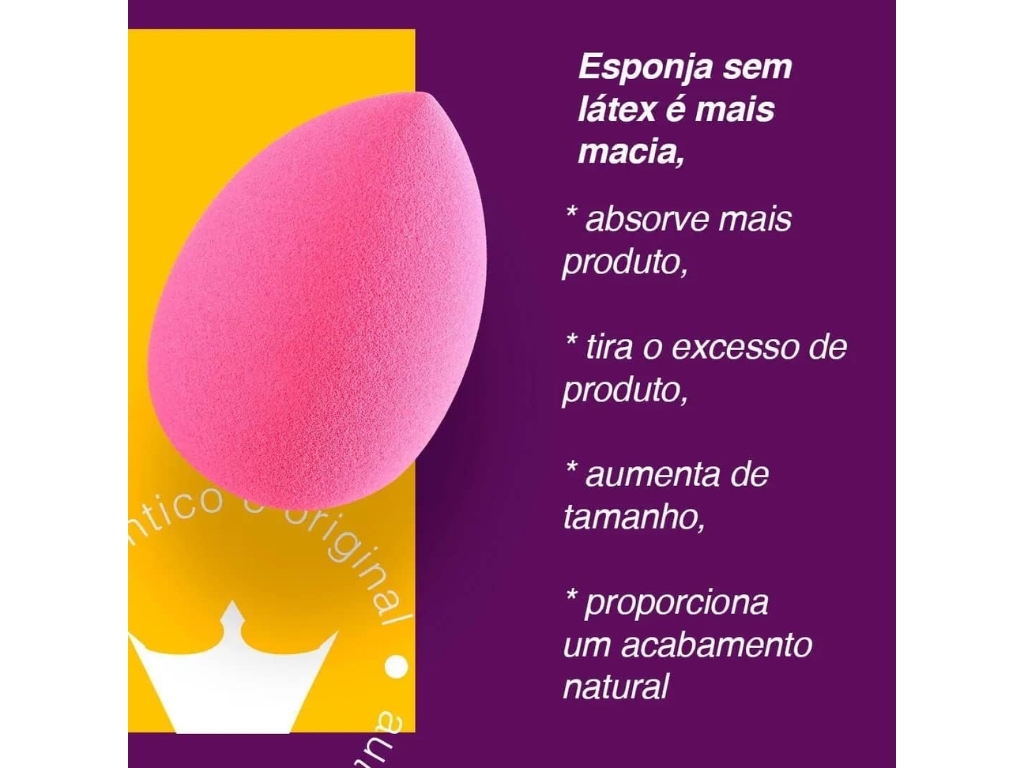 Esponja sem
látex é mais
macia,
* absorve mais
produto,
* tira o excesso de
produto,
* aumenta de
tamanho,
* proporciona
um acabamento
natural
original